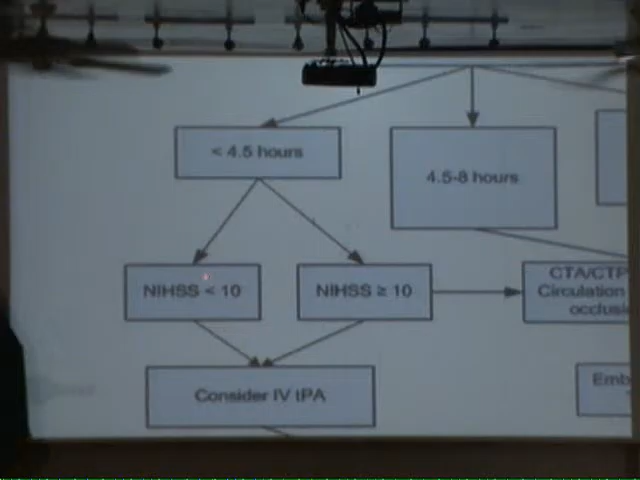 < 4.5 hours
4.5-8 hours
NIHSS < 10
NIHSS ≥ 10
CTA/CTP
Circulation
occlusi
Consider IV tPA
Emb